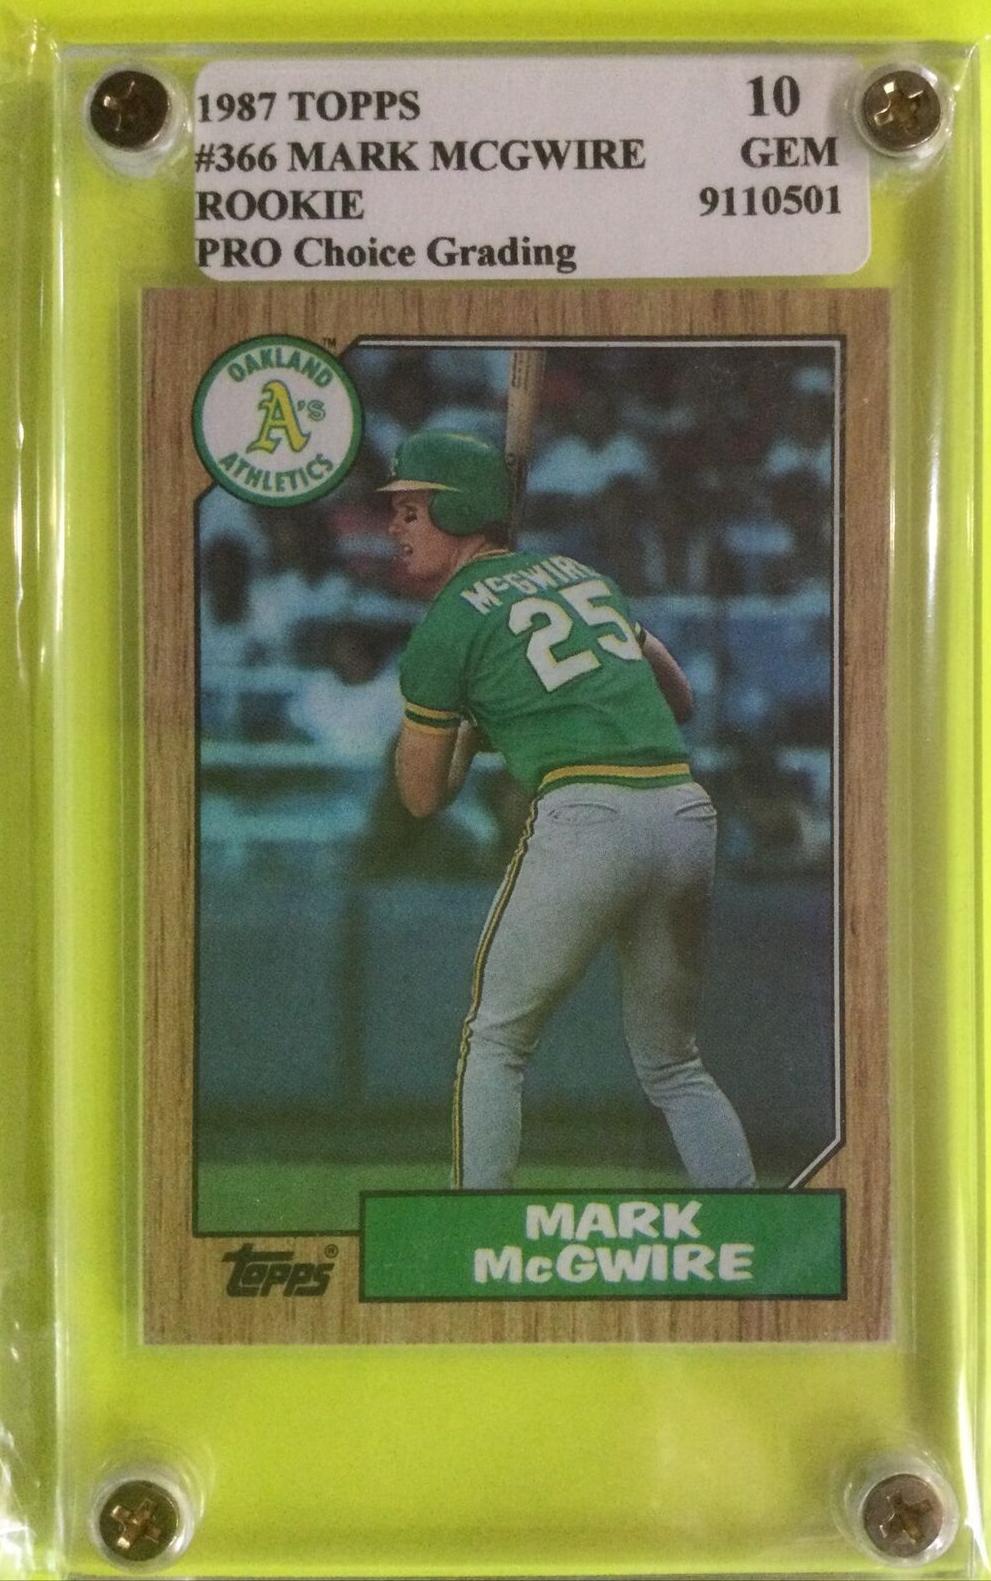 1987 TOPPS 10
#366 MARK MCGWIRE GEM
ROOKIE 9110501
PRO Choice Grading
OAKLAND ™
A's
ATHLETICS
McGWIRE
25
MARK
McGWIRE
Topps®